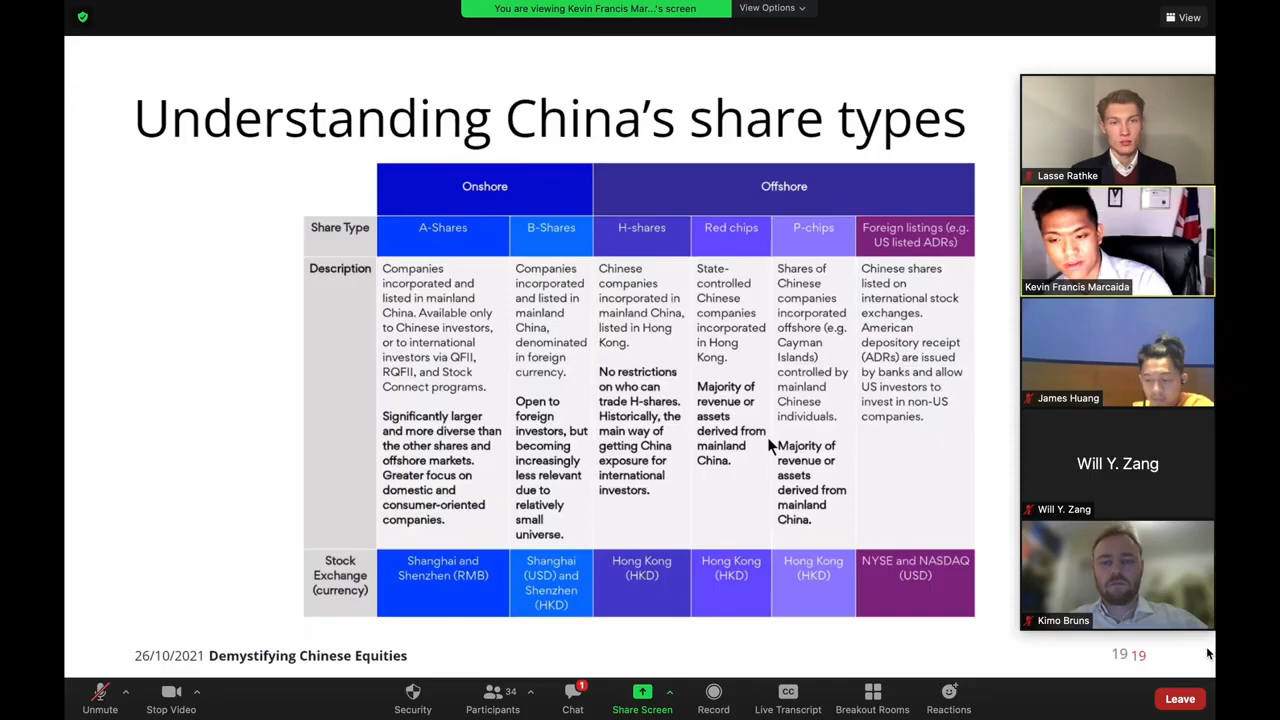 You are viewing Kevin Francis Mar...'s screen
View Options
View
Understanding China's share types
Onshore
Offshore
Share Type
A-Shares
B-Shares
H-shares
Red chips
P-chips
Foreign listings (e.g.
US listed ADRs)
Description
Companies
incorporated and
listed in mainland
China. Available only
to Chinese investors,
or to international
investors via QFII,
RQFII, and Stock
Connect programs.
Significantly larger
and more diverse than
the other shares and
offshore markets.
Greater focus on
domestic and
consumer-oriented
companies.
Companies
incorporated
and listed in
mainland
China,
denominated
in foreign
currency.
Open to
foreign
investors, but
becoming
increasingly
less relevant
due to
relatively
small
universe.
Chinese
companies
incorporated in
mainland China,
listed in Hong
Kong.
No restrictions
on who can
trade H-shares.
Historically, the
main way of
getting China
exposure for
international
investors.
State-
controlled
Chinese
companies
incorporated
in Hong
Kong.
Majority of
revenue or
assets
derived from
mainland
China.
Shares of
Chinese
companies
incorporated
offshore (e.g.
Cayman
Islands)
controlled by
mainland
Chinese
individuals.
Majority of
revenue or
assets
derived from
mainland
China.
Chinese shares
listed on
international stock
exchanges.
American
depository receipt
(ADRs) are issued
by banks and allow
US investors to
invest in non-US
companies.
Stock
Exchange
(currency)
Shanghai and
Shenzhen (RMB)
Shanghai
(USD) and
Shenzhen
(HKD)
Hong Kong
(HKD)
Hong Kong
(HKD)
Hong Kong
(HKD)
NYSE and NASDAQ
(USD)
26/10/2021 Demystifying Chinese Equities
19 19
Lasse Rathke
Kevin Francis Marcaida
James Huang
Will Y. Zang
Will Y. Zang
Kimo Bruns
Unmute
Stop Video
Security
34
Participants
1
Chat
Share Screen
Record
CC
Live Transcript
Breakout Rooms
Reactions
Leave